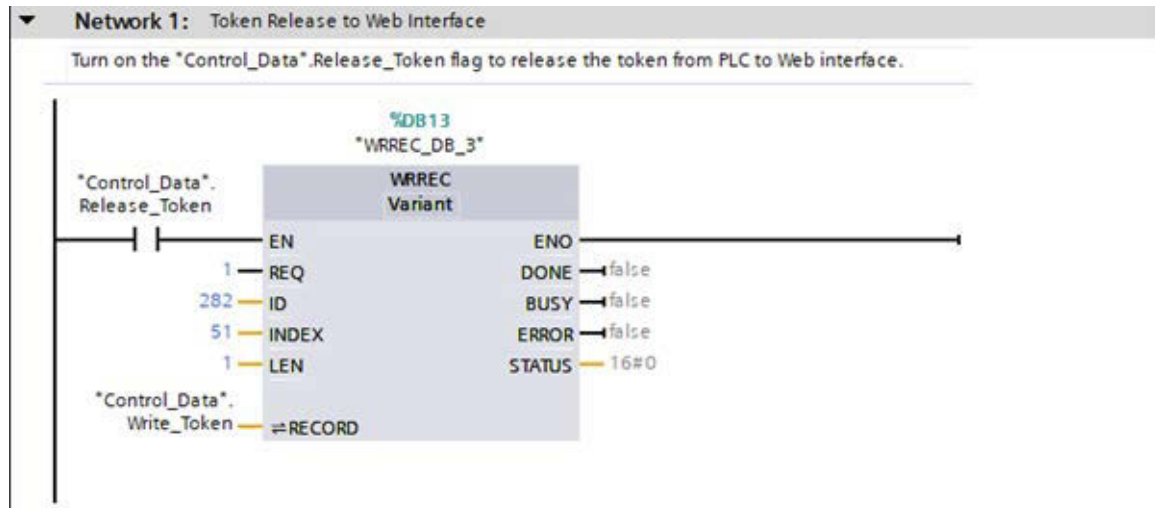 Network 1: Token Release to Web Interface
Turn on the "Control_Data".Release_Token flag to release the token from PLC to Web interface.
%DB13
"WRREC_DB_3"
"Control_Data".
Release_Token
WRREC
Variant
EN ENO
1 REQ DONE false
282 ID BUSY false
51 INDEX ERROR false
1 LEN STATUS 16#0
"Control_Data".
Write_Token RECORD